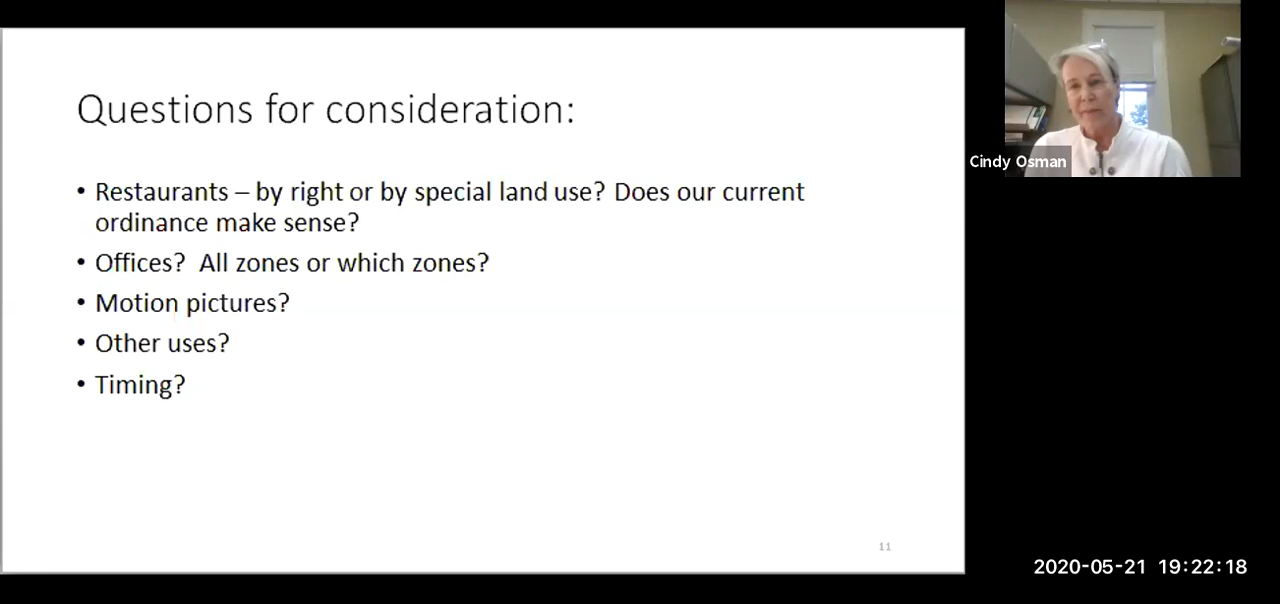 Questions for consideration:
• Restaurants – by right or by special land use? Does our current
ordinance make sense?
• Offices?  All zones or which zones?
• Motion pictures?
• Other uses?
• Timing?
11
Cindy Osman
2020-05-21 19:22:18